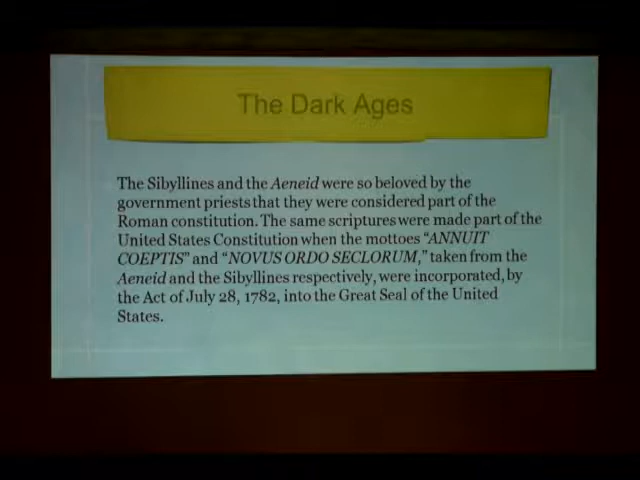 The Dark Ages
The Sibyllines and the Aeneid were so beloved by the
government priests that they were considered part of the
Roman constitution. The same scriptures were made part of the
United States Constitution when the mottoes “ANNUIT
COEPTIS” and “NOVUS ORDO SECLORUM,” taken from the
Aeneid and the Sibyllines respectively, were incorporated, by
the Act of July 28, 1782, into the Great Seal of the United
States.